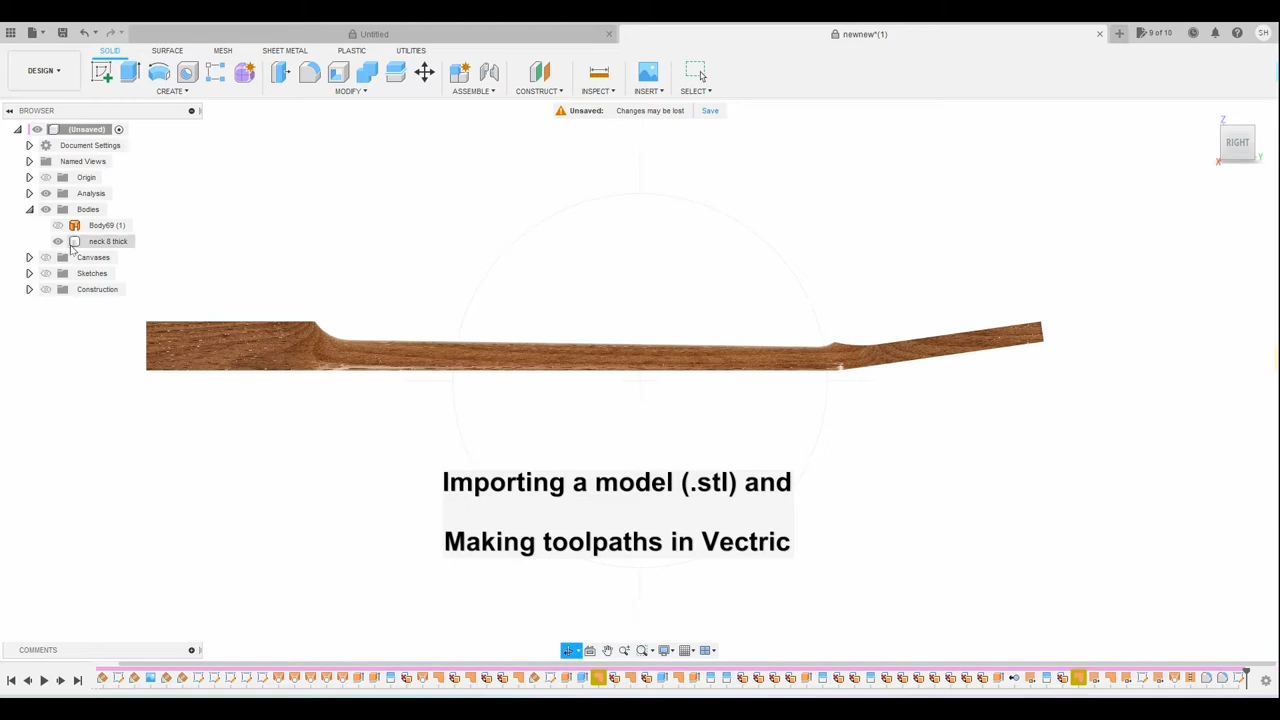 Untitled
newnew*(1)
9 of 10
SH
DESIGN
SOLID SURFACE MESH SHEET METAL PLASTIC UTILITIES
CREATE MODIFY ASSEMBLE CONSTRUCT INSPECT INSERT SELECT
BROWSER
Unsaved: Changes may be lost Save
(Unsaved)
Document Settings
Named Views
Origin
Analysis
Bodies
Body69 (1)
neck 8 thick
Canvases
Sketches
Construction
Z
RIGHT
X
Y
Importing a model (.stl) and
Making toolpaths in Vectric
COMMENTS